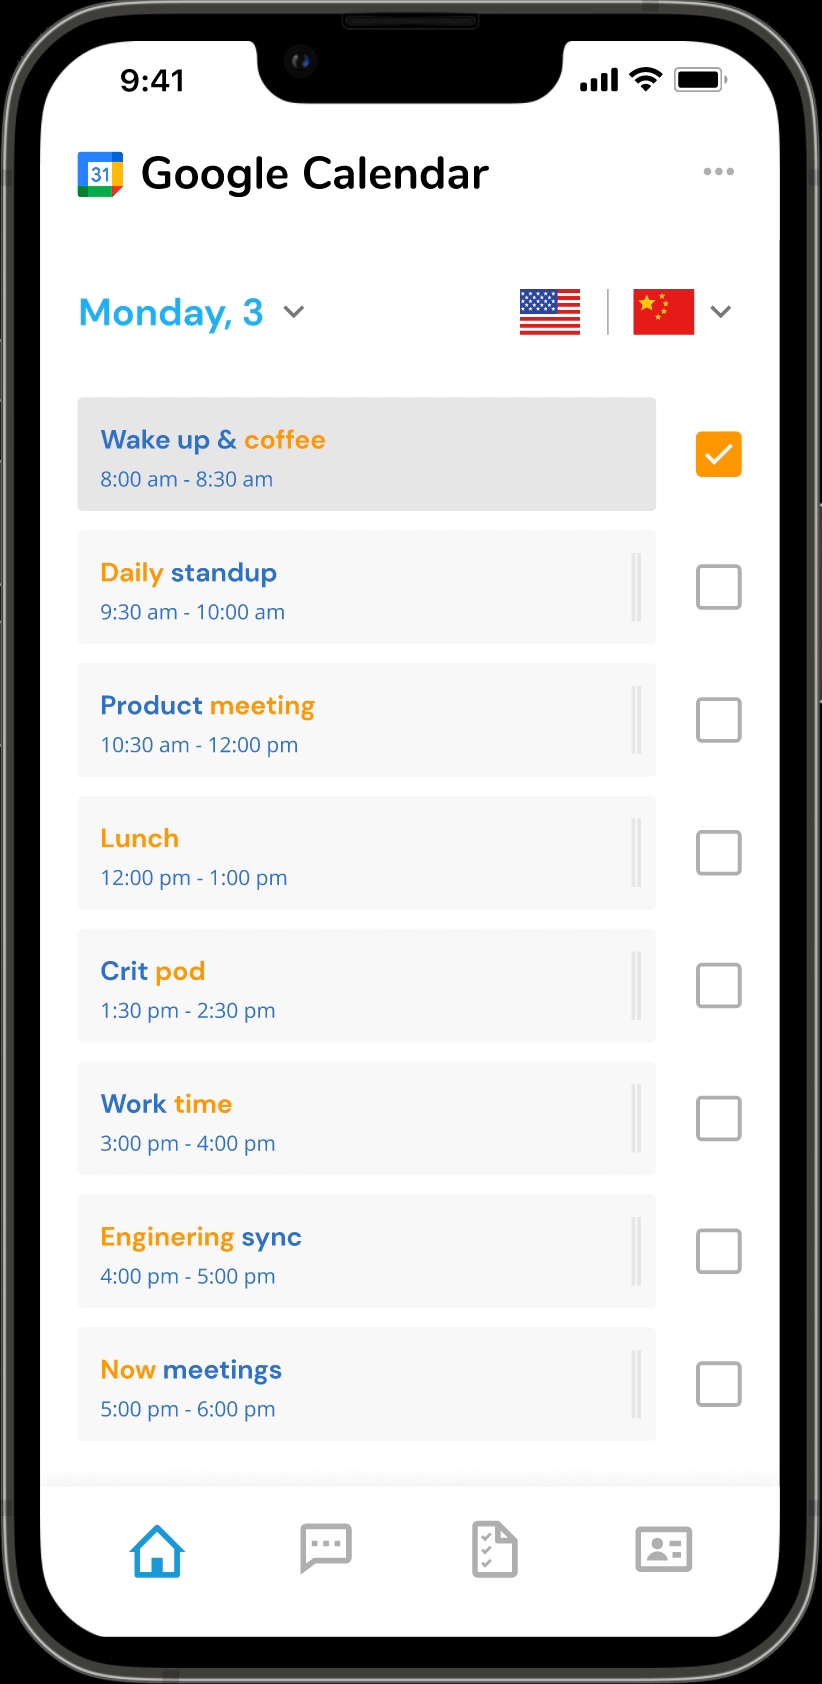 9:41
31 Google Calendar
Monday, 3
Wake up & coffee
8:00 am - 8:30 am
Daily standup
9:30 am - 10:00 am
Product meeting
10:30 am - 12:00 pm
Lunch
12:00 pm - 1:00 pm
Crit pod
1:30 pm - 2:30 pm
Work time
3:00 pm - 4:00 pm
Enginering sync
4:00 pm - 5:00 pm
Now meetings
5:00 pm - 6:00 pm